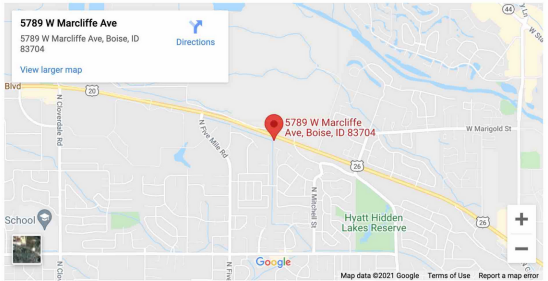 5789 W Marcliffe Ave
5789 W Marcliffe Ave, Boise, ID
83704
Directions
View larger map
44
Blvd
20
N Cloverdale Rd
N Five Mile Rd
5789 W Marcliffe
Ave, Boise, ID 83704
W Marigold St
26
N Mitchell St
Hyatt Hidden
Lakes Reserve
26
School
N Clo
N Five
Google
+
−
Map data ©2021 Google
Terms of Use
Report a map error